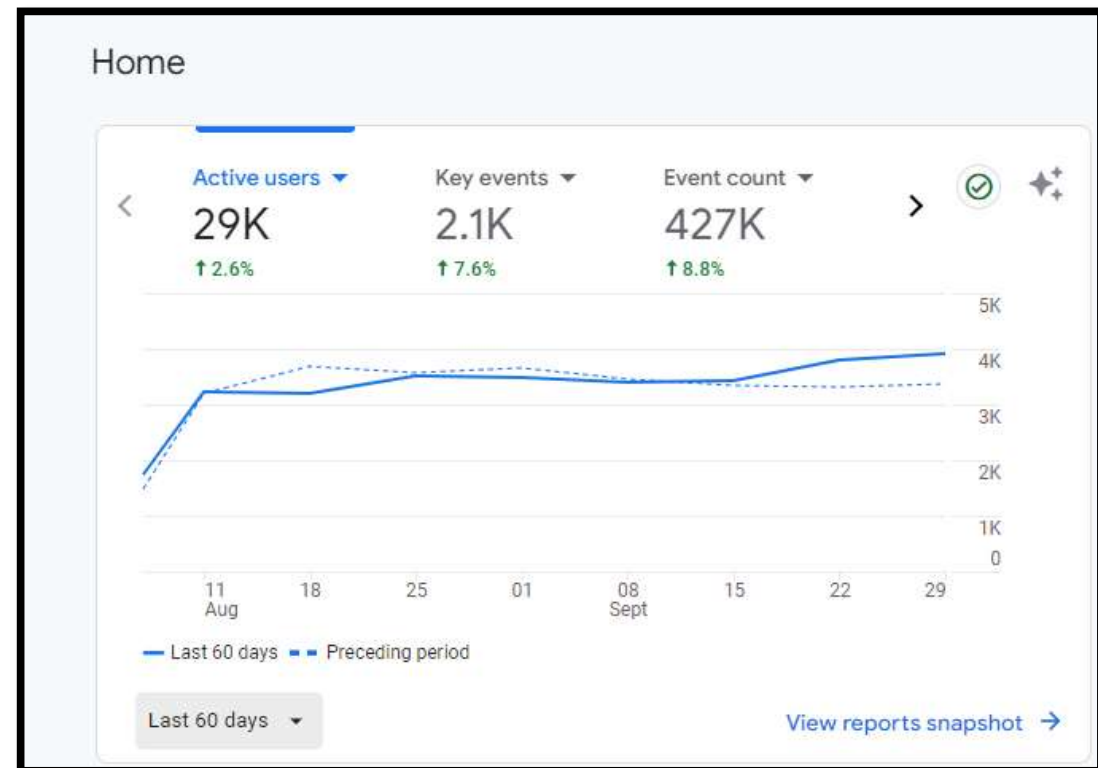 Home
Active users Key events Event count
29K 2.1K 427K
↑ 2.6% ↑ 7.6% ↑ 8.8%
5K
4K
3K
2K
1K
0
11 18 25 01 08 15 22 29
Aug Sept
Last 60 days Preceding period
Last 60 days View reports snapshot →